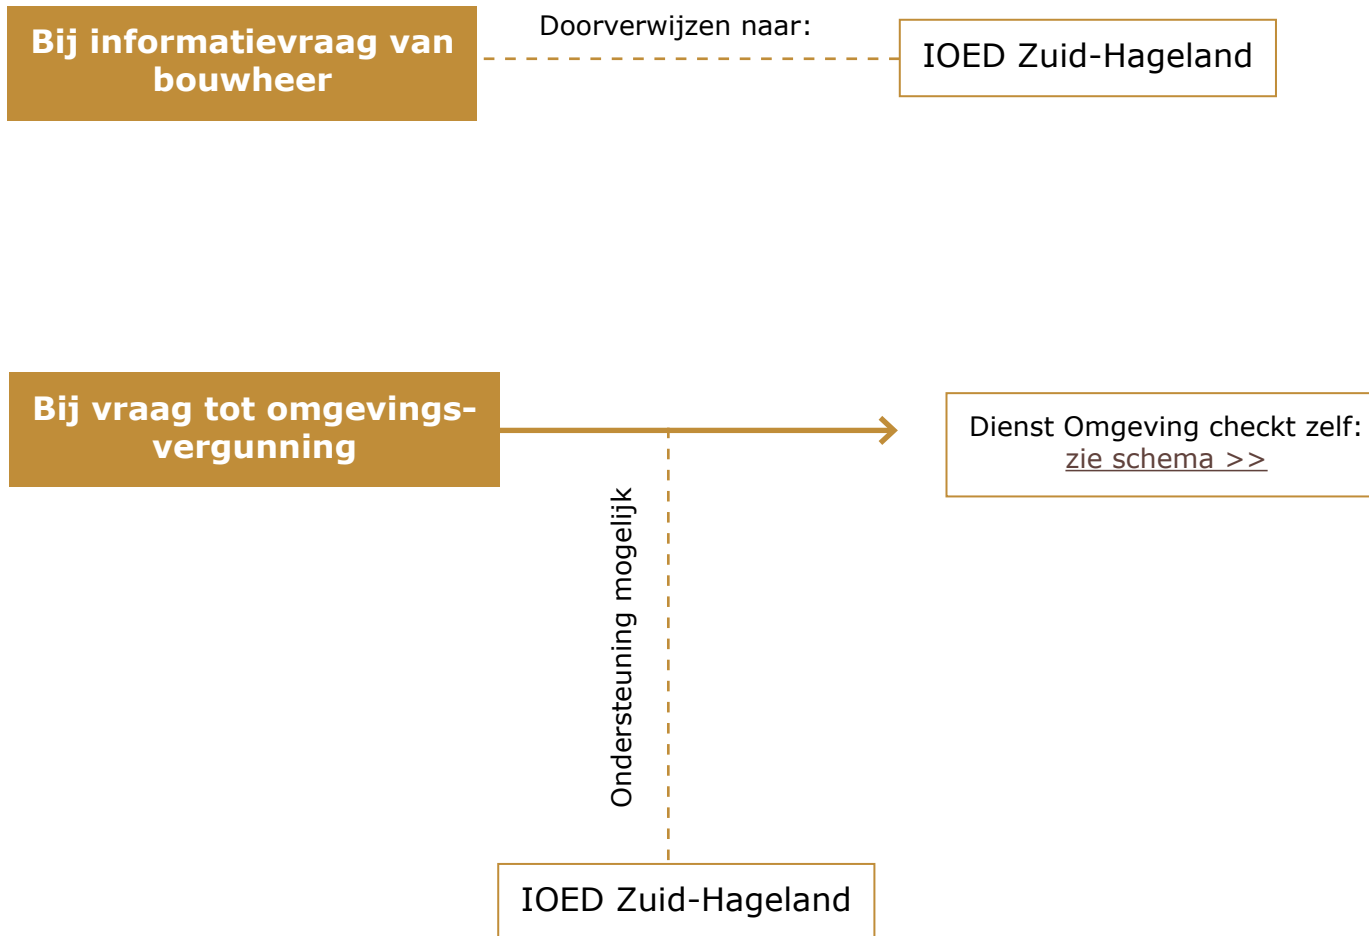 Bij informatievraag van
bouwheer
Doorverwijzen naar:
IOED Zuid-Hageland
Bij vraag tot omgevings-
vergunning
Dienst Omgeving checkt zelf:
zie schema >>
Ondersteuning mogelijk
IOED Zuid-Hageland